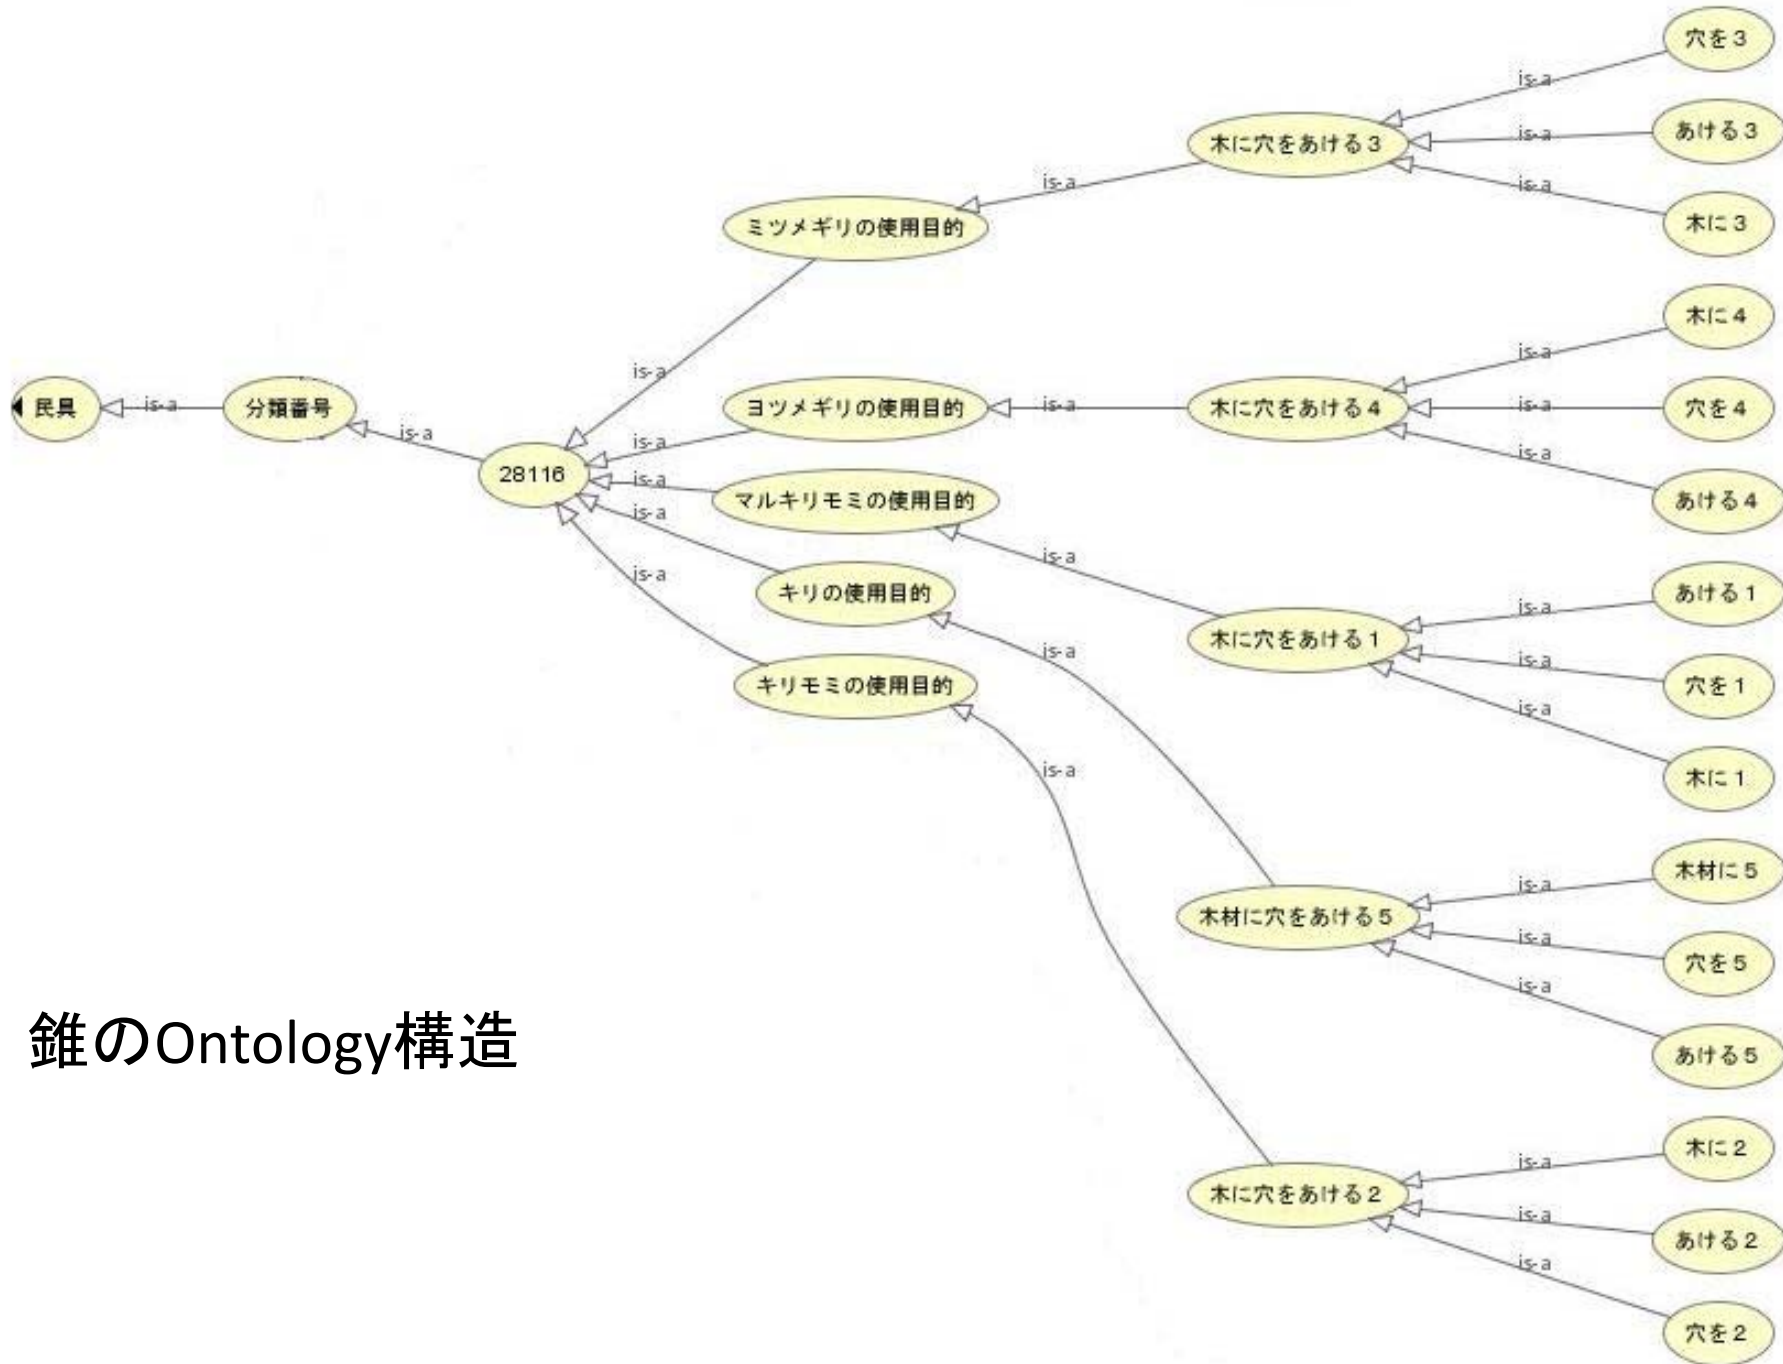 穴を3
is-a
あける3
is-a
木に穴をあける3
is-a
木に3
is-a
ミツメギリの使用目的
木に4
is-a
is-a
民具
is-a
分類番号
is-a
ヨツメギリの使用目的
is-a
木に穴をあける4
is-a
穴を4
is-a
is-a
28116
is-a
マルキリモミの使用目的
あける4
is-a
is-a
is-a
キリの使用目的
あける1
is-a
木に穴をあける1
is-a
is-a
穴を1
キリモミの使用目的
is-a
is-a
木に1
木材に5
is-a
木材に穴をあける5
is-a
穴を5
is-a
錐のOntology構造
あける5
木に2
is-a
木に穴をあける2
is-a
あける2
is-a
穴を2